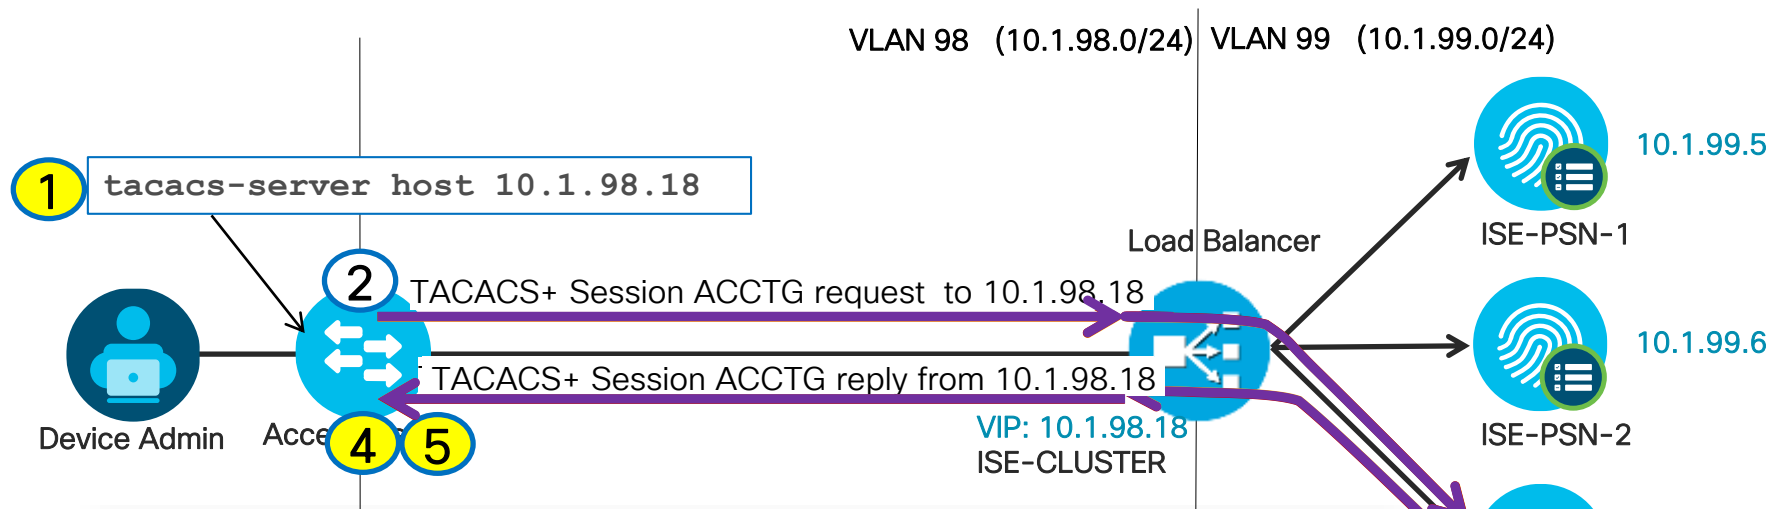 VLAN 98 (10.1.98.0/24)
VLAN 99 (10.1.99.0/24)
10.1.99.5
1
tacacs-server host 10.1.98.18
ISE-PSN-1
Load Balancer
2
TACACS+ Session ACCTG request to 10.1.98.18
10.1.99.6
TACACS+ Session ACCTG reply from 10.1.98.18
VIP: 10.1.98.18
ISE-CLUSTER
ISE-PSN-2
Device Admin
4
5